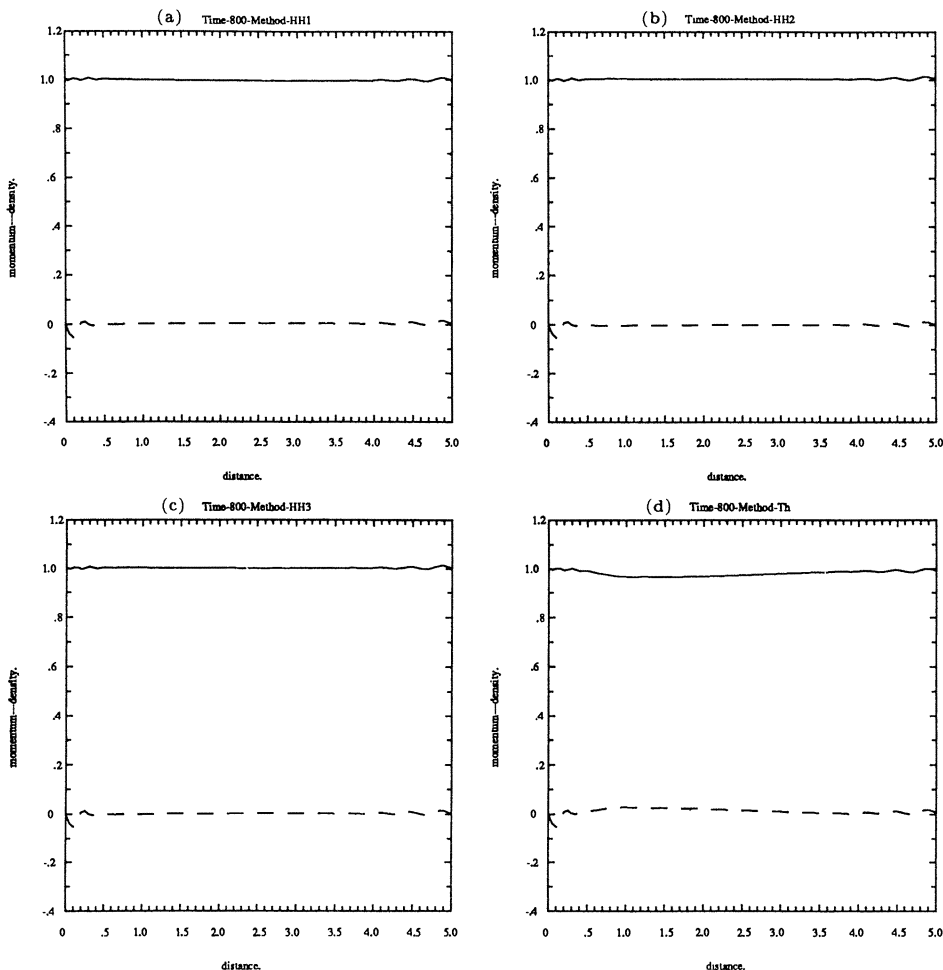 (a) Time-800-Method-HH1
1.2
1.0
.8
.6
.4
.2
0
-.2
-.4
momentum---density.
0 .5 1.0 1.5 2.0 2.5 3.0 3.5 4.0 4.5 5.0
distance.
(b) Time-800-Method-HH2
1.2
1.0
.8
.6
.4
.2
0
-.2
-.4
momentum---density.
0 .5 1.0 1.5 2.0 2.5 3.0 3.5 4.0 4.5 5.0
distance.
(c) Time-800-Method-HH3
1.2
1.0
.8
.6
.4
.2
0
-.2
-.4
momentum---density.
0 .5 1.0 1.5 2.0 2.5 3.0 3.5 4.0 4.5 5.0
distance.
(d) Time-800-Method-Th
1.2
1.0
.8
.6
.4
.2
0
-.2
-.4
momentum---density.
0 .5 1.0 1.5 2.0 2.5 3.0 3.5 4.0 4.5 5.0
distance.